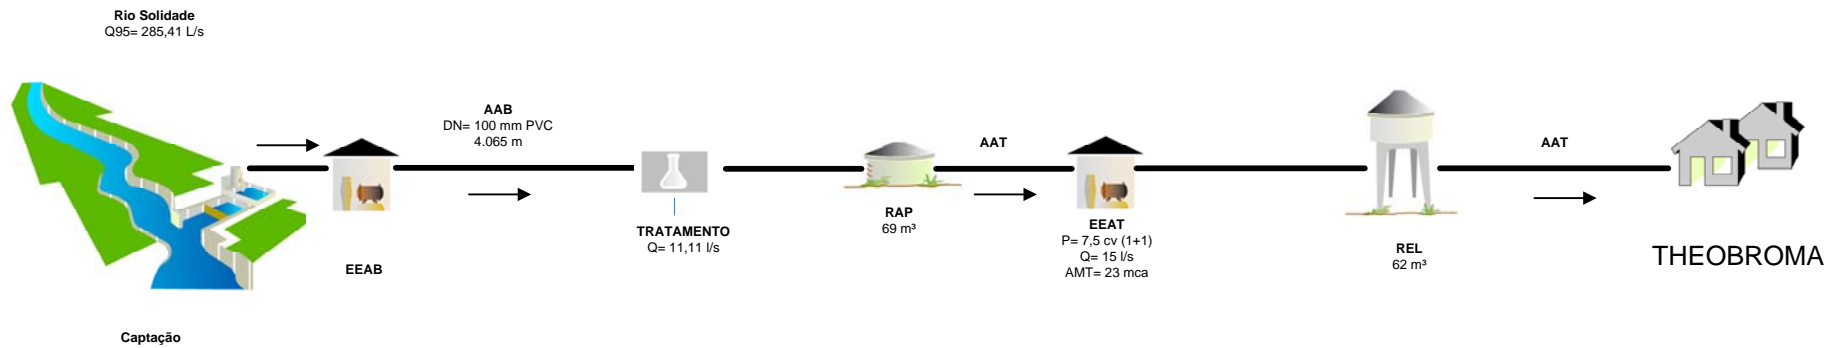 Rio Solidade
Q95= 285,41 L/s
AAB
DN= 100 mm PVC
4.065 m
AAT
AAT
TRATAMENTO
Q= 11,11 l/s
RAP
69 m³
EEAT
P= 7,5 cv (1+1)
Q= 15 l/s
AMT= 23 mca
REL
62 m³
THEOBROMA
EEAB
Captação